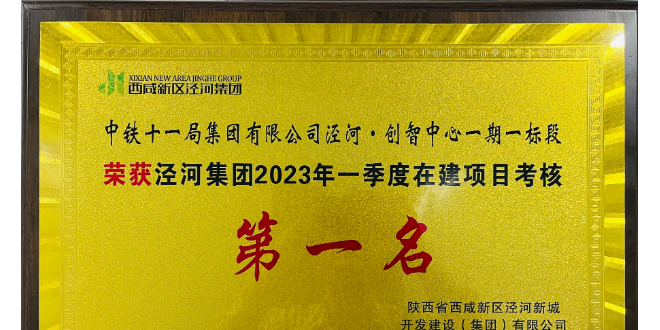 XIXIAN NEW AREA JINGHE GROUP
西咸新区泾河集团
中铁十一局集团有限公司泾河·创智中心一期一标段
荣获泾河集团2023年一季度在建项目考核
第一名
陕西省西咸新区泾河新城
开发建设（集团）有限公司